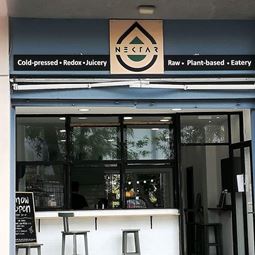 NEKTAR
Cold-pressed • Redox • Juicery
Raw • Plant-based • Eatery
now
open